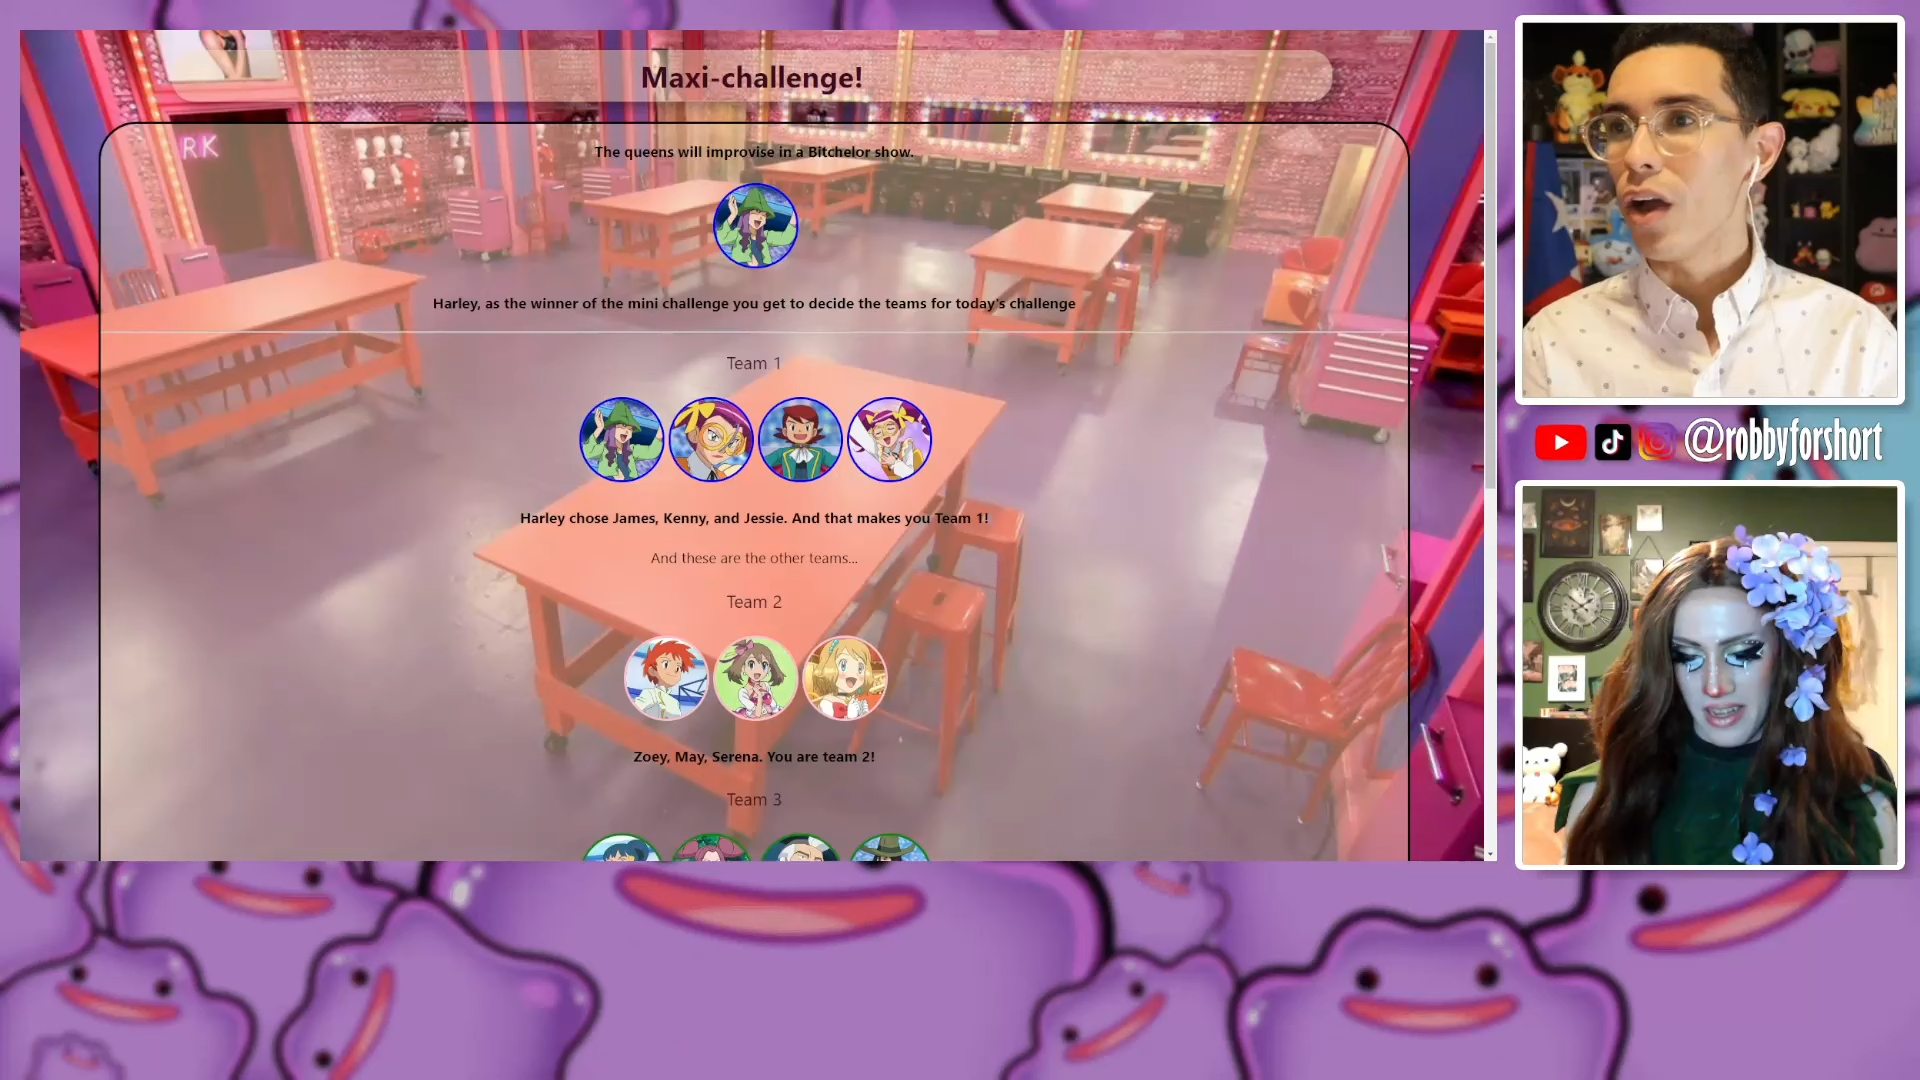 Maxi-challenge!
RK
The queens will improvise in a Bitchelor show.
Harley, as the winner of the mini challenge you get to decide the teams for today's challenge
Team 1
Harley chose James, Kenny, and Jessie. And that makes you Team 1!
And these are the other teams...
Team 2
Zoey, May, Serena. You are team 2!
Team 3
@robbyforshort